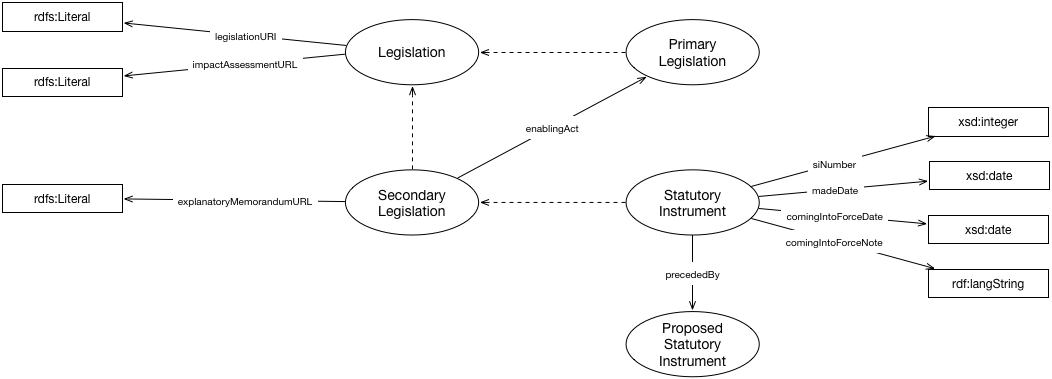 rdfs:Literal
legislationURI
Legislation
Primary
Legislation
impactAssessmentURL
rdfs:Literal
xsd:integer
enablingAct
siNumber
xsd:date
madeDate
rdfs:Literal
explanatoryMemorandumURL
Secondary
Legislation
Statutory
Instrument
comingIntoForceDate
xsd:date
comingIntoForceNote
precededBy
rdf:langString
Proposed
Statutory
Instrument